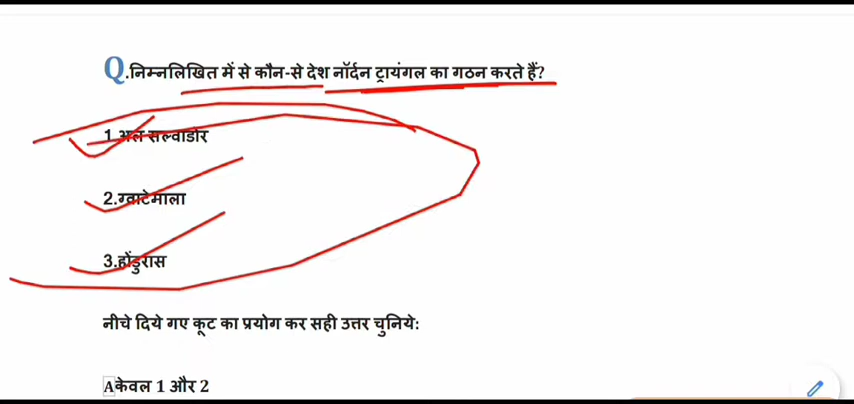 Q.निम्नलिखित में से कौन-से देश नॉर्दन ट्रायंगल का गठन करते हैं?
1.अल सल्वाडोर
2.ग्वाटेमाला
3.होंडुरास
नीचे दिये गए कूट का प्रयोग कर सही उत्तर चुनिये:
Aकेवल 1 और 2